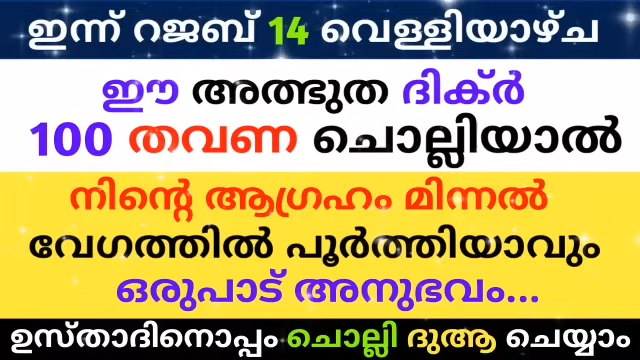 ഇന്ന് റജബ് 14 വെള്ളിയാഴ്ച
ഈ അത്ഭുത ദിക്ർ
100 തവണ ചൊല്ലിയാൽ
നിന്റെ ആഗ്രഹം മിന്നൽ
വേഗത്തിൽ പൂർത്തിയാവും
ഒരുപാട് അനുഭവം...
ഉസ്താദിനൊപ്പം ചൊല്ലി ദുആ ചെയ്യാം